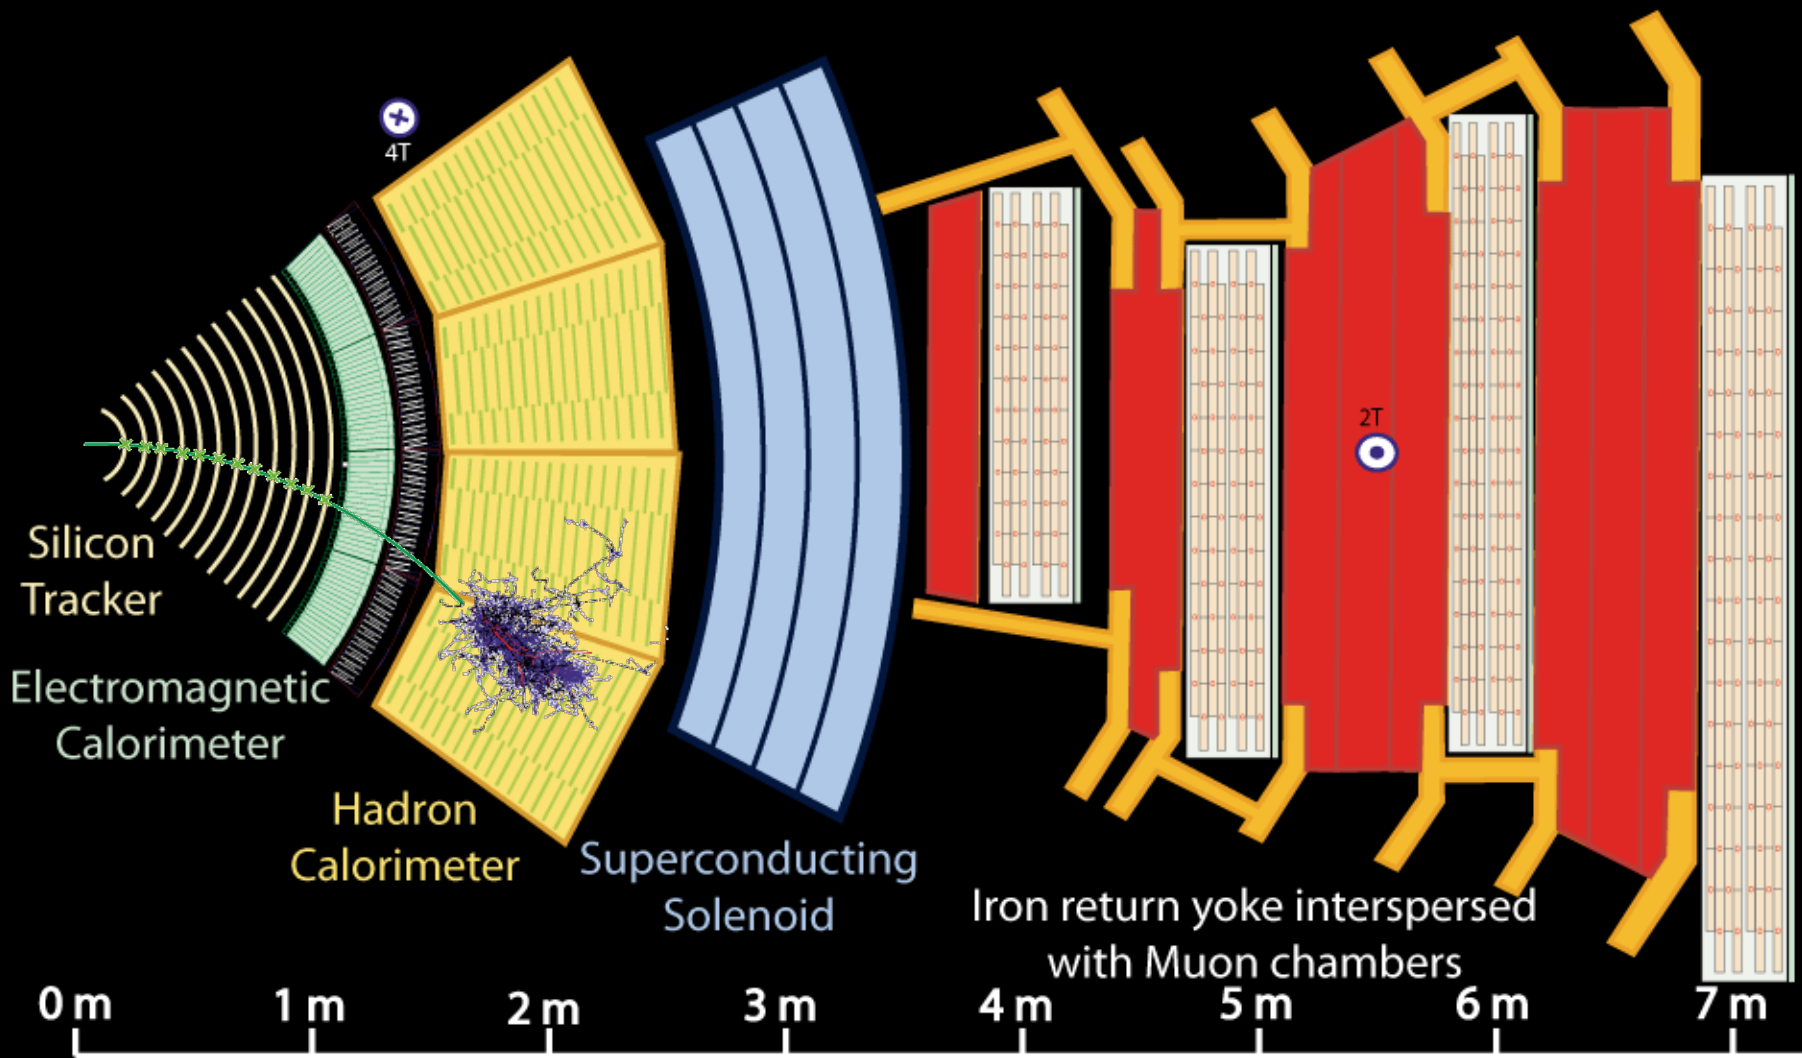 4T
2T
Silicon
Tracker
Electromagnetic
Calorimeter
Hadron
Calorimeter
Superconducting
Solenoid
Iron return yoke interspersed
with Muon chambers
0 m 1 m 2 m 3 m 4 m 5 m 6 m 7 m